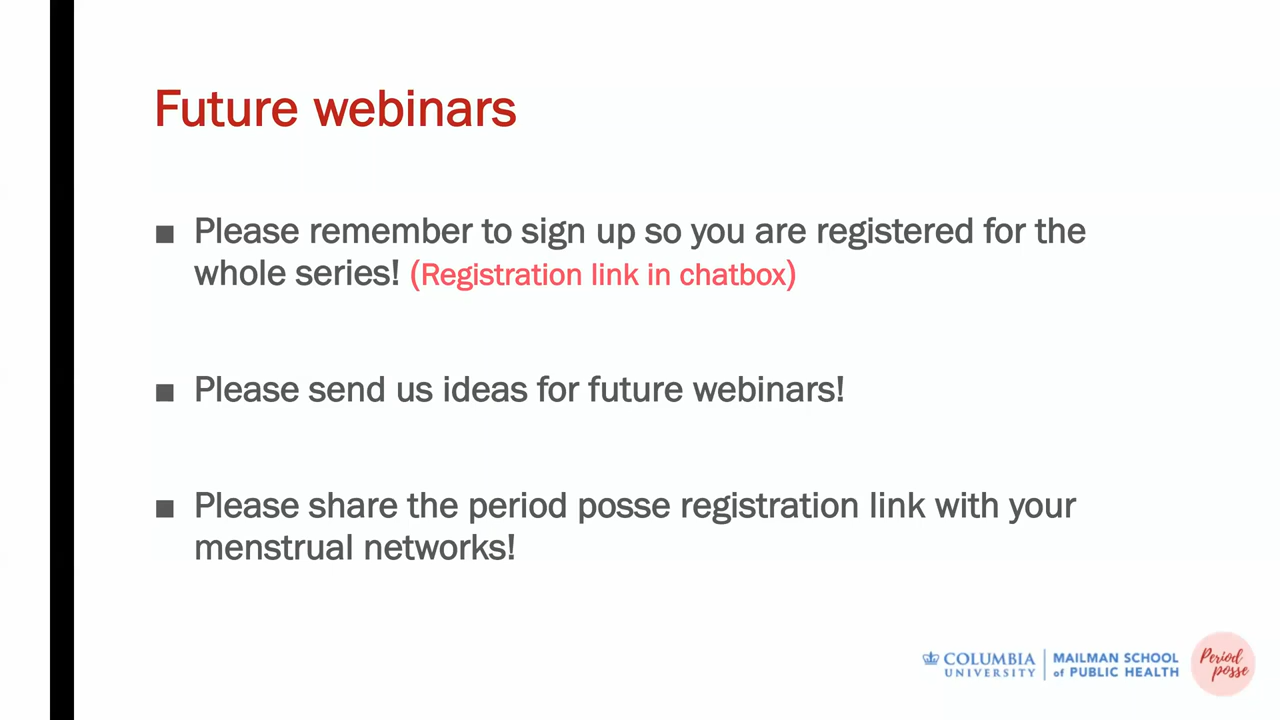 Future webinars
■ Please remember to sign up so you are registered for the
whole series! (Registration link in chatbox)
■ Please send us ideas for future webinars!
■ Please share the period posse registration link with your
menstrual networks!
COLUMBIA
UNIVERSITY
MAILMAN SCHOOL
of PUBLIC HEALTH
Period
posse